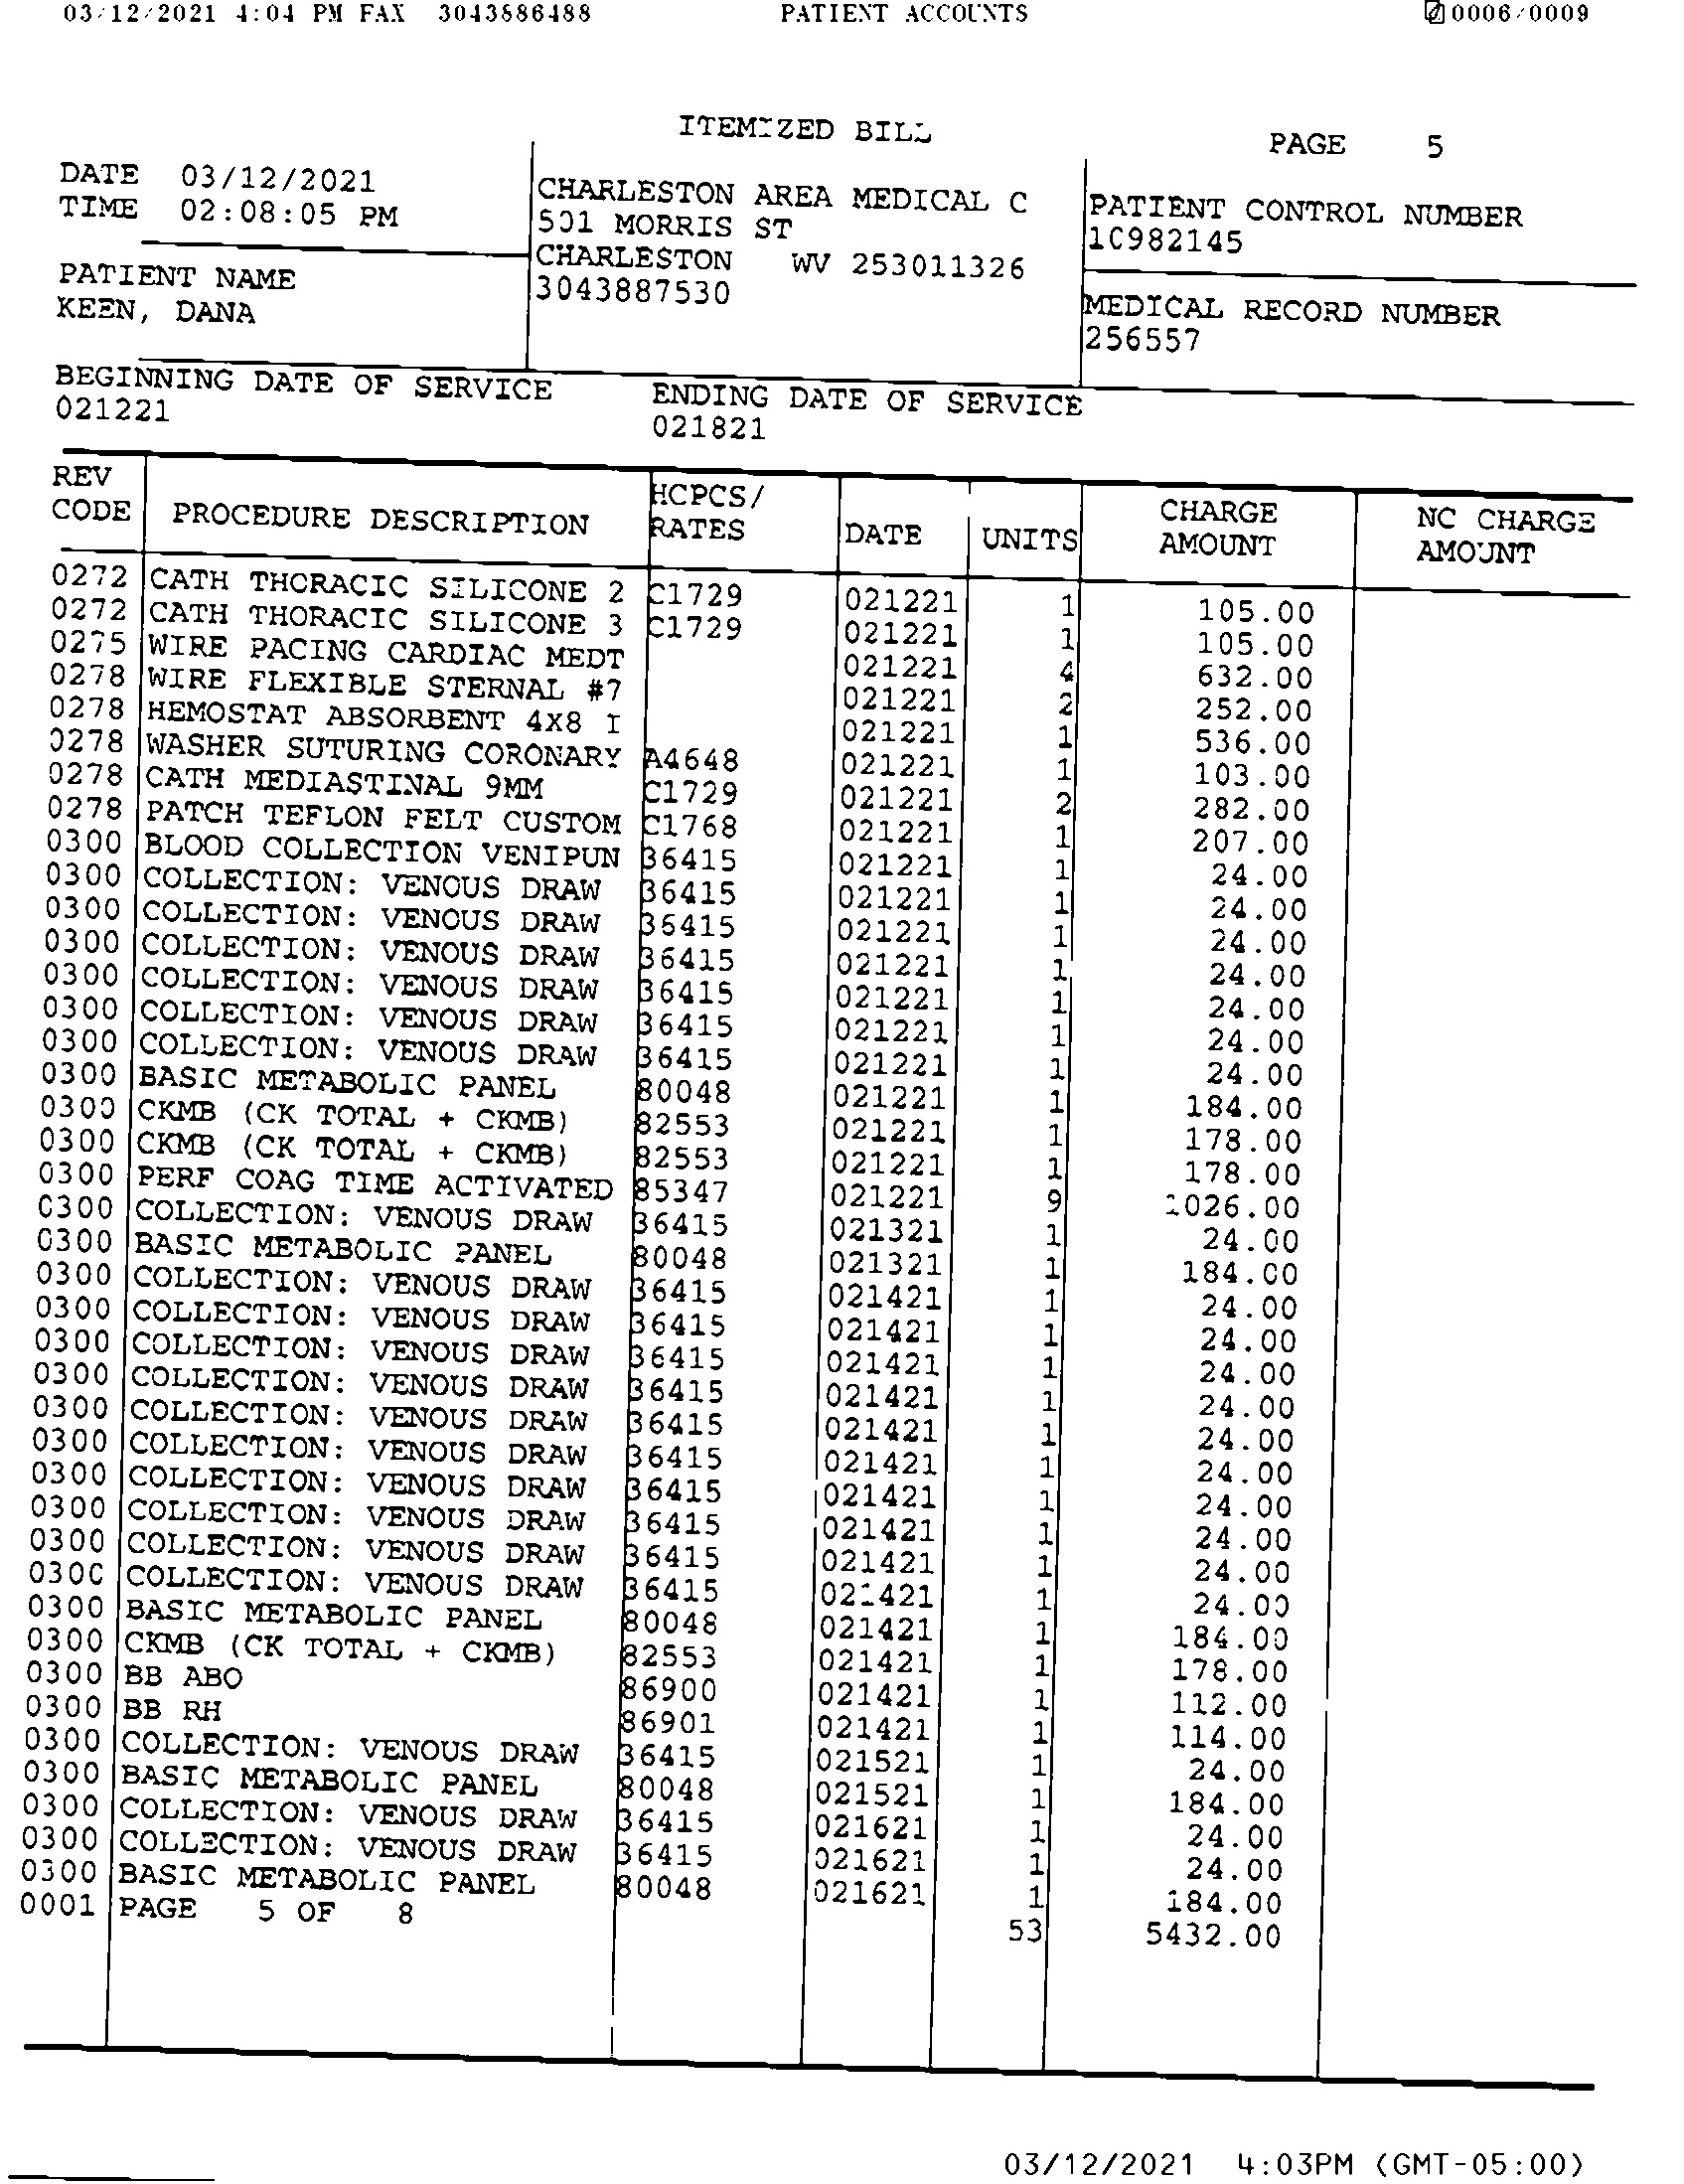 03/12/2021 4:04 PM FAX 3043886488 PATIENT ACCOUNTS 0006/0009
ITEMIZED BILL PAGE 5
DATE 03/12/2021
TIME 02:08:05 PM
CHARLESTON AREA MEDICAL C
501 MORRIS ST
CHARLESTON WV 253011326
3043887530
PATIENT CONTROL NUMBER
1C982145
PATIENT NAME
KEEN, DANA
MEDICAL RECORD NUMBER
256557
BEGINNING DATE OF SERVICE ENDING DATE OF SERVICE
021221 021821
REV CODE PROCEDURE DESCRIPTION HCPCS/ RATES DATE UNITS CHARGE AMOUNT NC CHARGE AMOUNT
0272 CATH THORACIC SILICONE 2 C1729 021221 1 105.00
0272 CATH THORACIC SILICONE 3 C1729 021221 1 105.00
0275 WIRE PACING CARDIAC MEDT 021221 4 632.00
0278 WIRE FLEXIBLE STERNAL #7 021221 2 252.00
0278 HEMOSTAT ABSORBENT 4X8 I 021221 1 536.00
0278 WASHER SUTURING CORONARY A4648 021221 1 103.00
0278 CATH MEDIASTINAL 9MM C1729 021221 2 282.00
0278 PATCH TEFLON FELT CUSTOM C1768 021221 1 207.00
0300 BLOOD COLLECTION VENIPUN 36415 021221 1 24.00
0300 COLLECTION: VENOUS DRAW 36415 021221 1 24.00
0300 COLLECTION: VENOUS DRAW 36415 021221 1 24.00
0300 COLLECTION: VENOUS DRAW 36415 021221 1 24.00
0300 COLLECTION: VENOUS DRAW 36415 021221 1 24.00
0300 COLLECTION: VENOUS DRAW 36415 021221 1 24.00
0300 COLLECTION: VENOUS DRAW 36415 021221 1 24.00
0300 BASIC METABOLIC PANEL 80048 021221 1 184.00
0300 CKMB (CK TOTAL + CKMB) 82553 021221 1 178.00
0300 CKMB (CK TOTAL + CKMB) 82553 021221 1 178.00
0300 PERF COAG TIME ACTIVATED 85347 021221 9 1026.00
0300 COLLECTION: VENOUS DRAW 36415 021321 1 24.00
0300 BASIC METABOLIC PANEL 80048 021321 1 184.00
0300 COLLECTION: VENOUS DRAW 36415 021421 1 24.00
0300 COLLECTION: VENOUS DRAW 36415 021421 1 24.00
0300 COLLECTION: VENOUS DRAW 36415 021421 1 24.00
0300 COLLECTION: VENOUS DRAW 36415 021421 1 24.00
0300 COLLECTION: VENOUS DRAW 36415 021421 1 24.00
0300 COLLECTION: VENOUS DRAW 36415 021421 1 24.00
0300 COLLECTION: VENOUS DRAW 36415 021421 1 24.00
0300 COLLECTION: VENOUS DRAW 36415 021421 1 24.00
0300 COLLECTION: VENOUS DRAW 36415 021421 1 24.00
0300 COLLECTION: VENOUS DRAW 36415 021421 1 24.00
0300 BASIC METABOLIC PANEL 80048 021421 1 184.00
0300 CKMB (CK TOTAL + CKMB) 82553 021421 1 178.00
0300 BB ABO 86900 021421 1 112.00
0300 BB RH 86901 021421 1 114.00
0300 COLLECTION: VENOUS DRAW 36415 021521 1 24.00
0300 BASIC METABOLIC PANEL 80048 021521 1 184.00
0300 COLLECTION: VENOUS DRAW 36415 021621 1 24.00
0300 COLLECTION: VENOUS DRAW 36415 021621 1 24.00
0300 BASIC METABOLIC PANEL 80048 021621 1 184.00
0001 PAGE 5 OF 8 53 5432.00
03/12/2021 4:03PM (GMT-05:00)